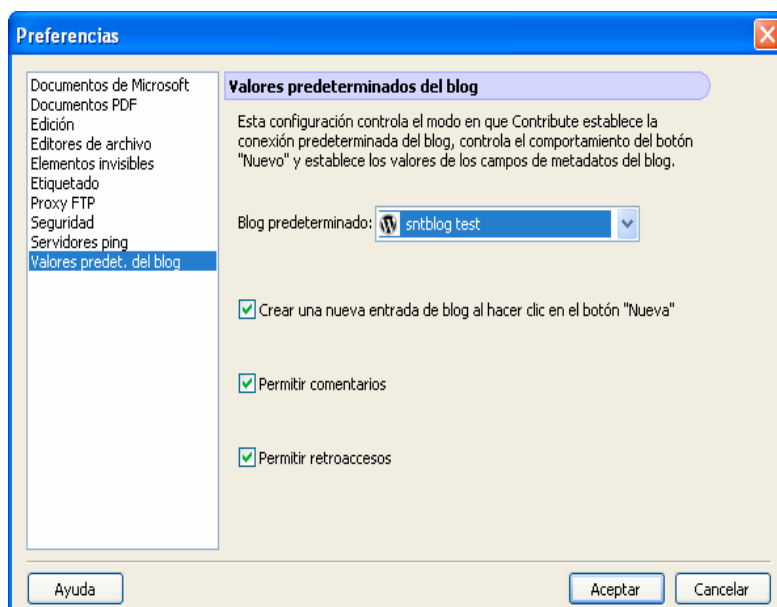 Preferencias
Documentos de Microsoft
Documentos PDF
Edición
Editores de archivo
Elementos invisibles
Etiquetado
Proxy FTP
Seguridad
Servidores ping
Valores predet. del blog
Valores predeterminados del blog
Esta configuración controla el modo en que Contribute establece la
conexión predeterminada del blog, controla el comportamiento del botón
"Nuevo" y establece los valores de los campos de metadatos del blog.
Blog predeterminado: sntblog test
Crear una nueva entrada de blog al hacer clic en el botón "Nueva"
Permitir comentarios
Permitir retroaccesos
Ayuda
Aceptar
Cancelar